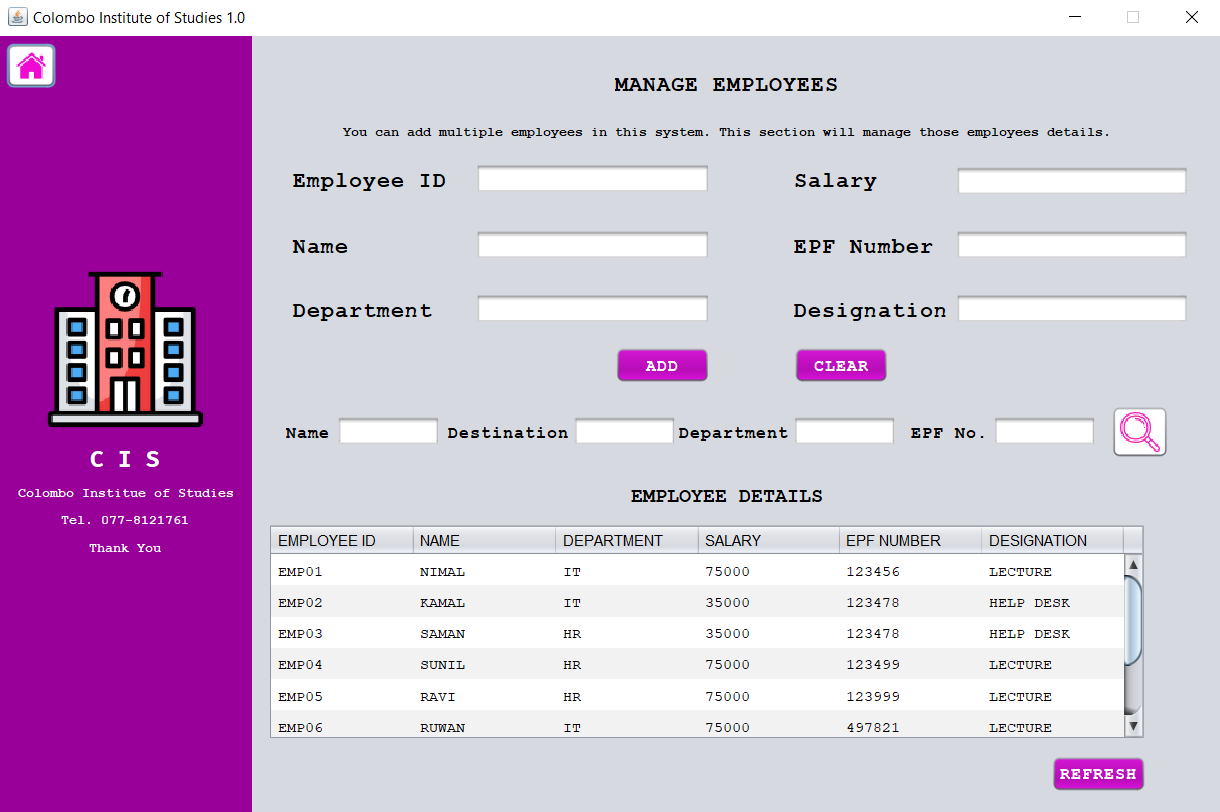 Colombo Institute of Studies 1.0
MANAGE EMPLOYEES
You can add multiple employees in this system. This section will manage those employees details.
Employee ID Salary
Name EPF Number
Department Designation
ADD CLEAR
Name Destination Department EPF No.
C I S
Colombo Institue of Studies
Tel. 077-8121761
Thank You
EMPLOYEE DETAILS
EMPLOYEE ID NAME DEPARTMENT SALARY EPF NUMBER DESIGNATION
EMP01 NIMAL IT 75000 123456 LECTURE
EMP02 KAMAL IT 35000 123478 HELP DESK
EMP03 SAMAN HR 35000 123478 HELP DESK
EMP04 SUNIL HR 75000 123499 LECTURE
EMP05 RAVI HR 75000 123999 LECTURE
EMP06 RUWAN IT 75000 497821 LECTURE
REFRESH